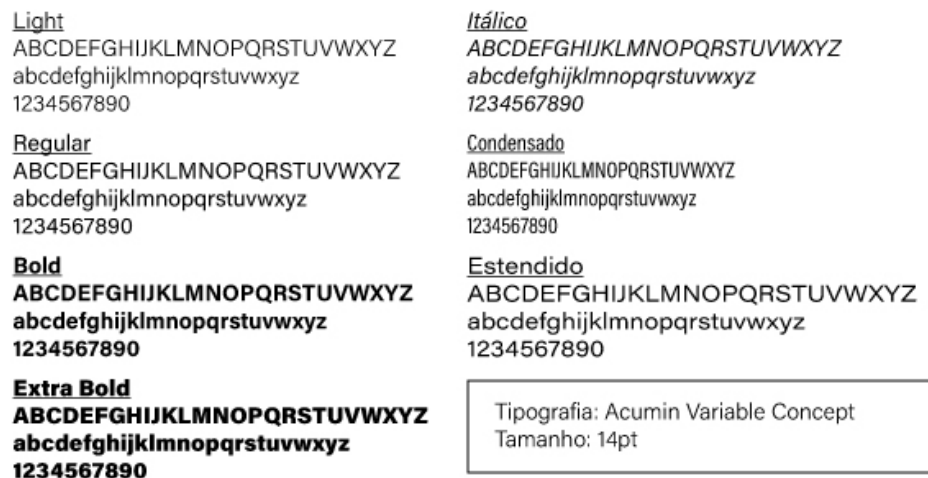 Light
ABCDEFGHIJKLMNOPQRSTUVWXYZ
abcdefghijklmnopqrstuvwxyz
1234567890
Regular
ABCDEFGHIJKLMNOPQRSTUVWXYZ
abcdefghijklmnopqrstuvwxyz
1234567890
Bold
ABCDEFGHIJKLMNOPQRSTUVWXYZ
abcdefghijklmnopqrstuvwxyz
1234567890
Extra Bold
ABCDEFGHIJKLMNOPQRSTUVWXYZ
abcdefghijklmnopqrstuvwxyz
1234567890
Itálico
ABCDEFGHIJKLMNOPQRSTUVWXYZ
abcdefghijklmnopqrstuvwxyz
1234567890
Condensado
ABCDEFGHIJKLMNOPQRSTUVWXYZ
abcdefghijklmnopqrstuvwxyz
1234567890
Estendido
ABCDEFGHIJKLMNOPQRSTUVWXYZ
abcdefghijklmnopqrstuvwxyz
1234567890
Tipografia: Acumin Variable Concept
Tamanho: 14pt